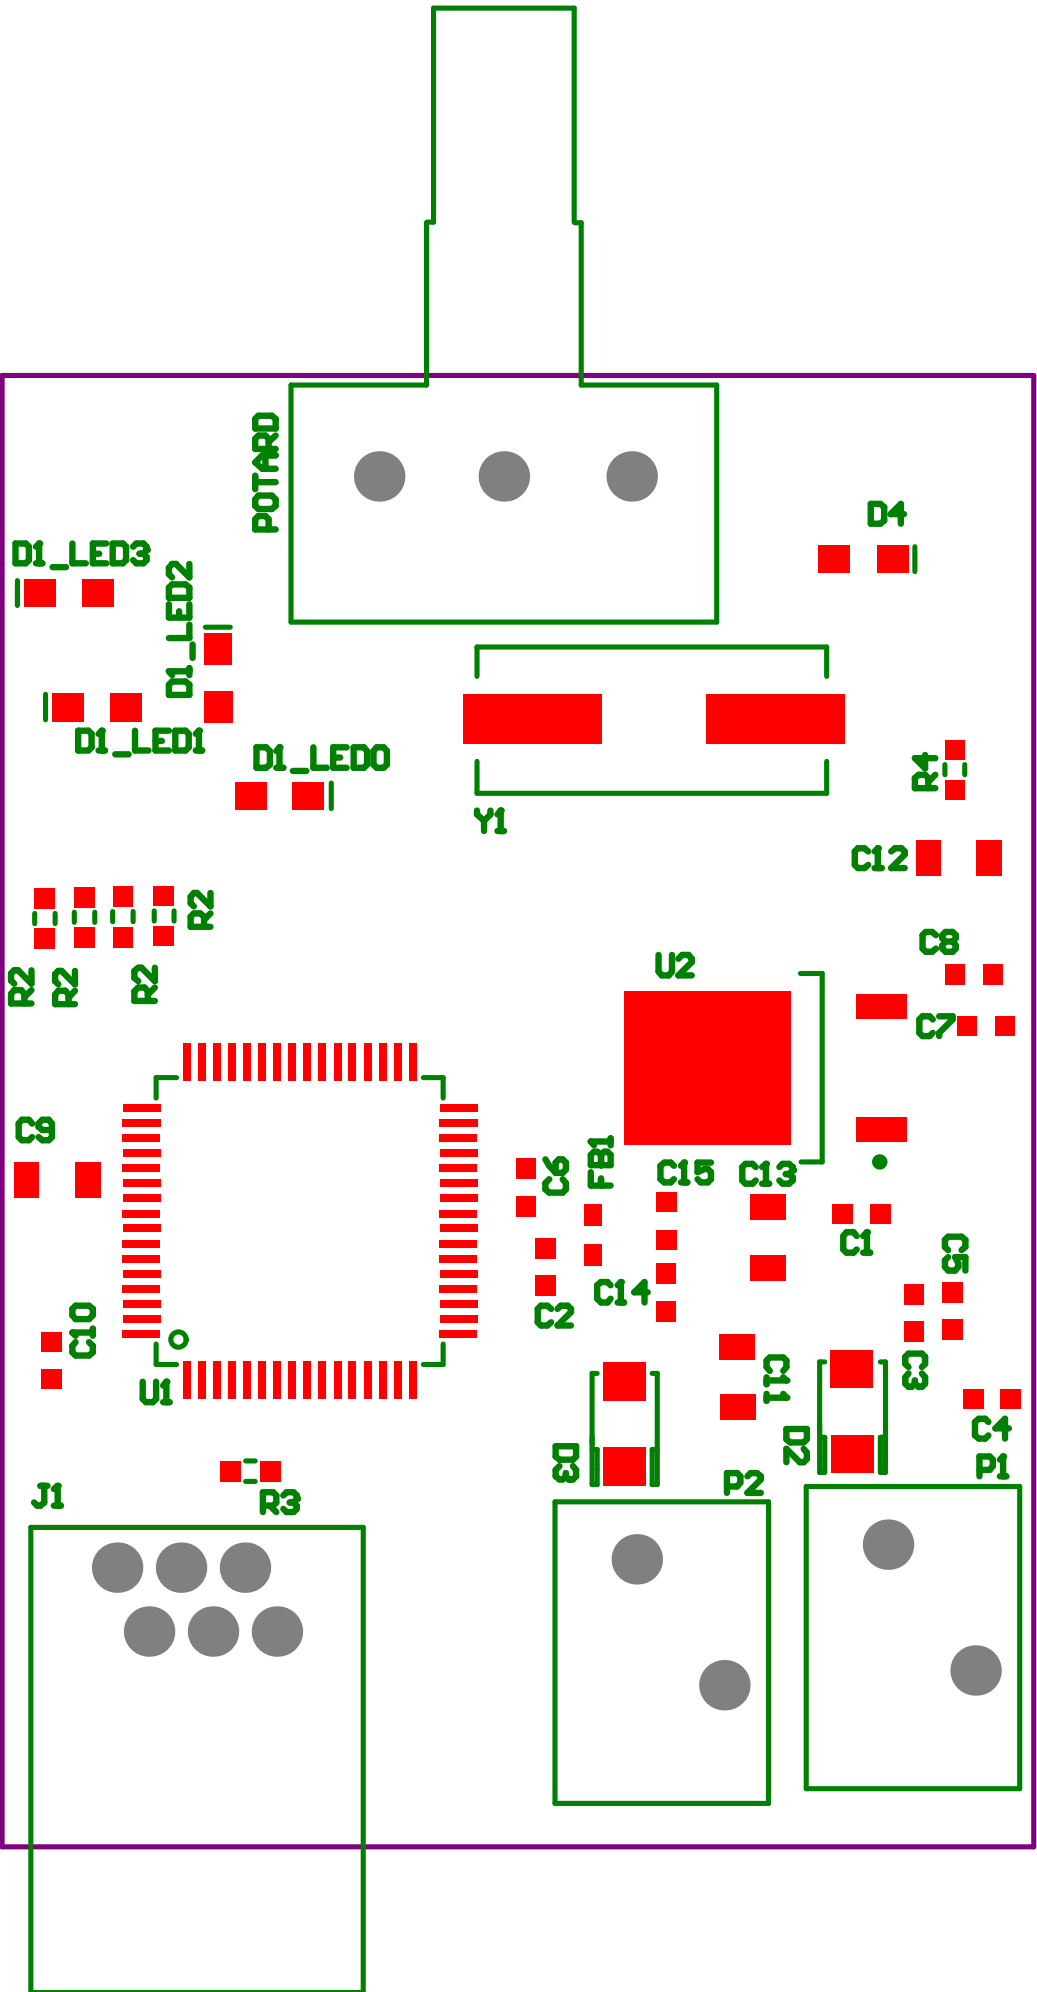 POTARD
D4
D1_LED3
D1_LED2
D1_LED1
D1_LED0
R4
Y1
C12
R2
C8
U2
R2
R2
R2
C7
C9
FB1
C6
C15
C13
C1
C5
C14
C2
C10
C11
C3
U1
C4
D2
D3
P1
P2
J1
R3